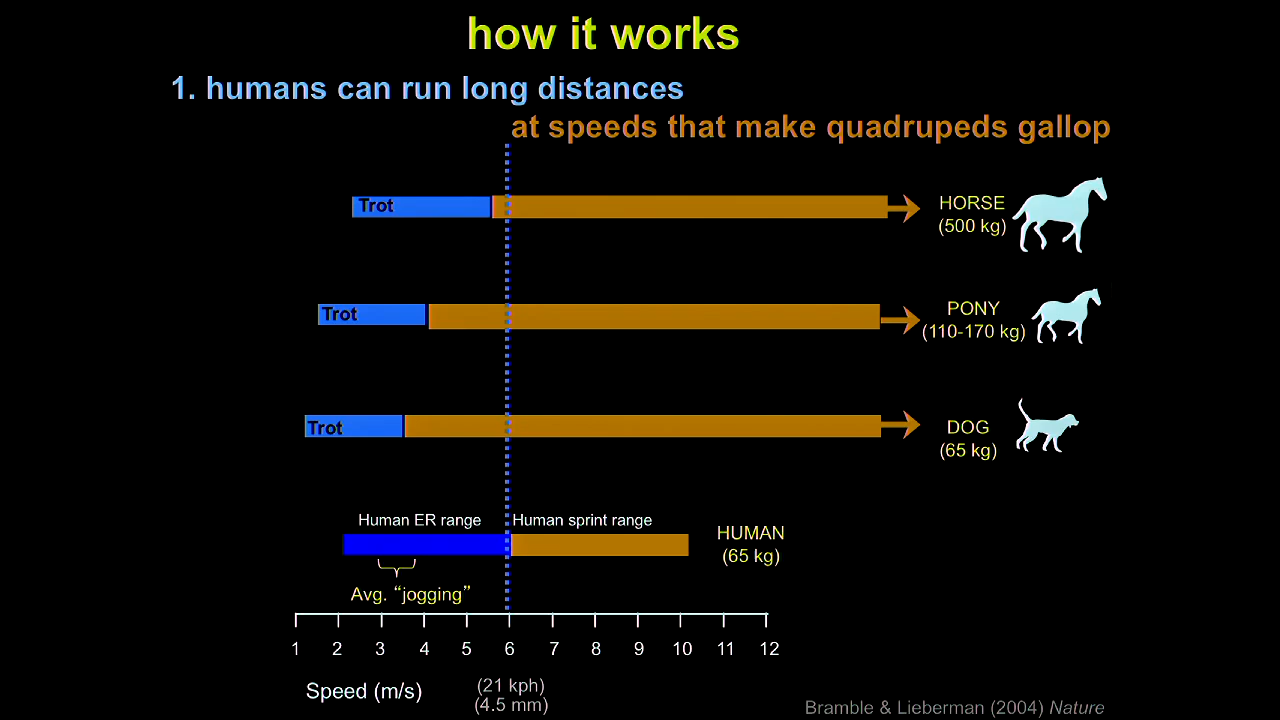 how it works
1. humans can run long distances
at speeds that make quadrupeds gallop
Trot
HORSE
(500 kg)
Trot
PONY
(110-170 kg)
Trot
DOG
(65 kg)
Human ER range
Human sprint range
HUMAN
(65 kg)
Avg. “jogging”
1 2 3 4 5 6 7 8 9 10 11 12
Speed (m/s)
(21 kph)
(4.5 mm)
Bramble & Lieberman (2004) Nature